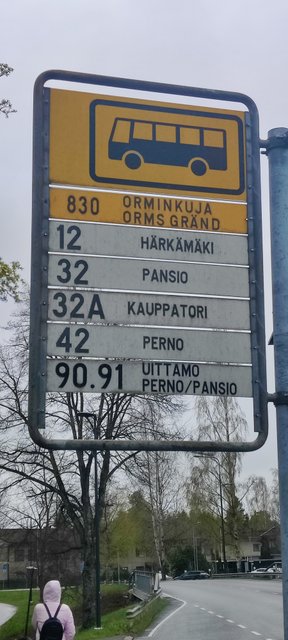 830 ORMINKUJA
ORMS GRÄND
12 HÄRKÄMÄKI
32 PANSIO
32A KAUPPATORI
42 PERNO
90.91 UITTAMO
PERNO/PANSIO